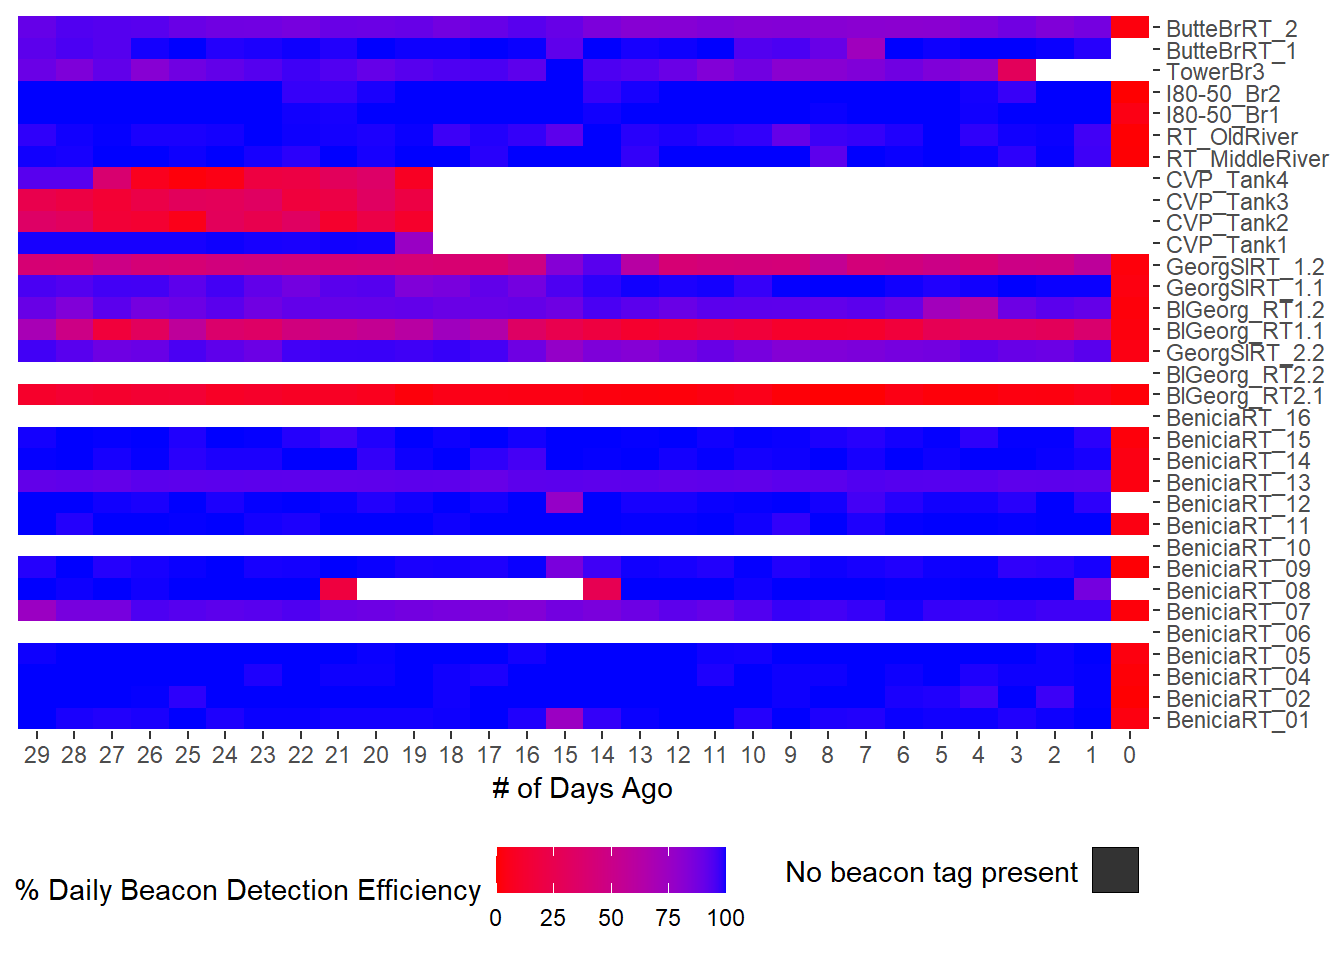 ButteBrRT_2
ButteBrRT_1
TowerBr3
I80-50_Br2
I80-50_Br1
RT_OldRiver
RT_MiddleRiver
CVP_Tank4
CVP_Tank3
CVP_Tank2
CVP_Tank1
GeorgSlRT_1.2
GeorgSlRT_1.1
BlGeorg_RT1.2
BlGeorg_RT1.1
GeorgSlRT_2.2
BlGeorg_RT2.2
BlGeorg_RT2.1
BeniciaRT_16
BeniciaRT_15
BeniciaRT_14
BeniciaRT_13
BeniciaRT_12
BeniciaRT_11
BeniciaRT_10
BeniciaRT_09
BeniciaRT_08
BeniciaRT_07
BeniciaRT_06
BeniciaRT_05
BeniciaRT_04
BeniciaRT_02
BeniciaRT_01
29 28 27 26 25 24 23 22 21 20 19 18 17 16 15 14 13 12 11 10 9 8 7 6 5 4 3 2 1 0
# of Days Ago
% Daily Beacon Detection Efficiency
0 25 50 75 100
No beacon tag present